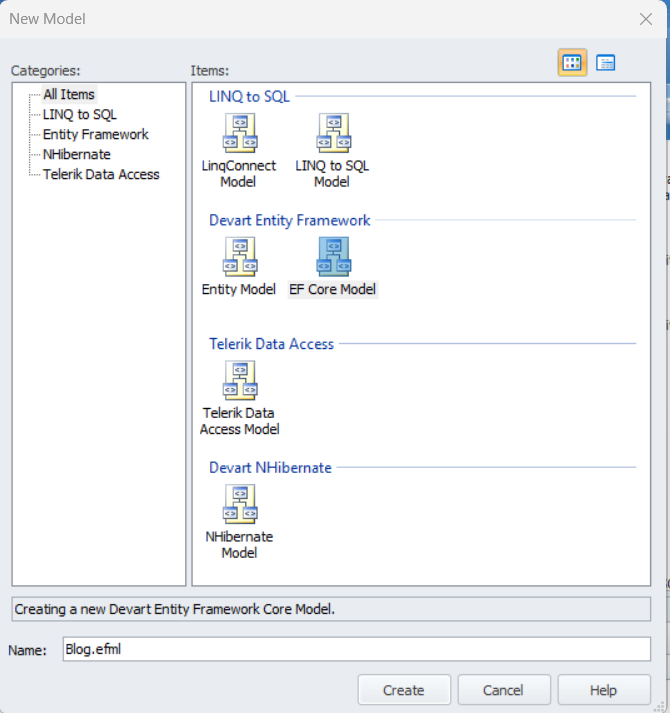 New Model
Categories:
Items:
All Items
LINQ to SQL
Entity Framework
NHibernate
Telerik Data Access
LINQ to SQL
LinqConnect Model
LINQ to SQL Model
Devart Entity Framework
Entity Model
EF Core Model
Telerik Data Access
Telerik Data
Access Model
Devart NHibernate
NHibernate
Model
Creating a new Devart Entity Framework Core Model.
Name:
Blog.efml
Create
Cancel
Help